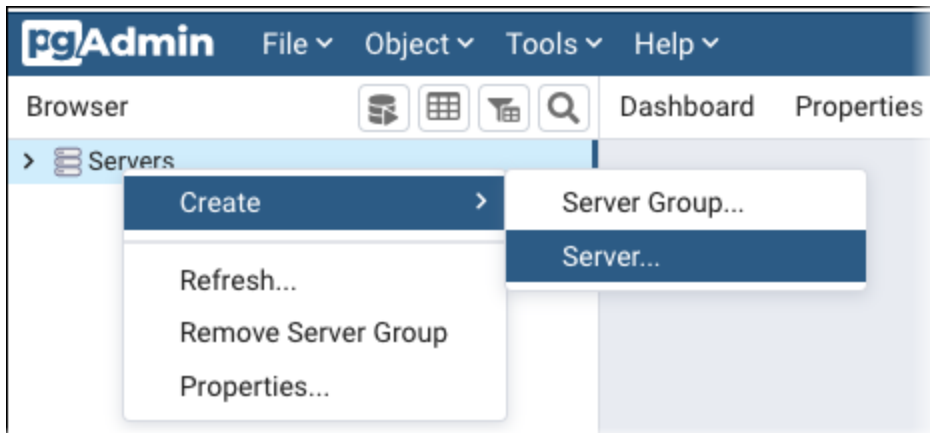 pgAdmin File Object Tools Help
Browser Dashboard Properties
Servers
Create Server Group...
Server...
Refresh...
Remove Server Group
Properties...